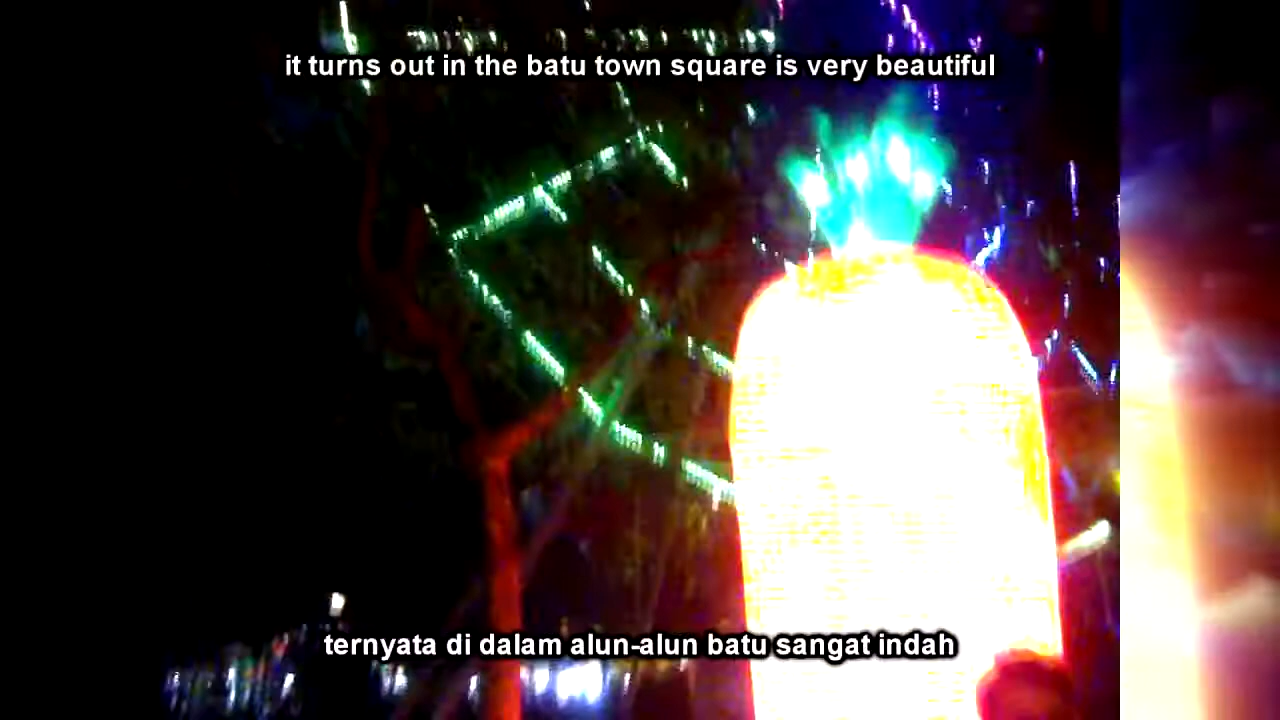 it turns out in the batu town square is very beautiful
ternyata di dalam alun-alun batu sangat indah